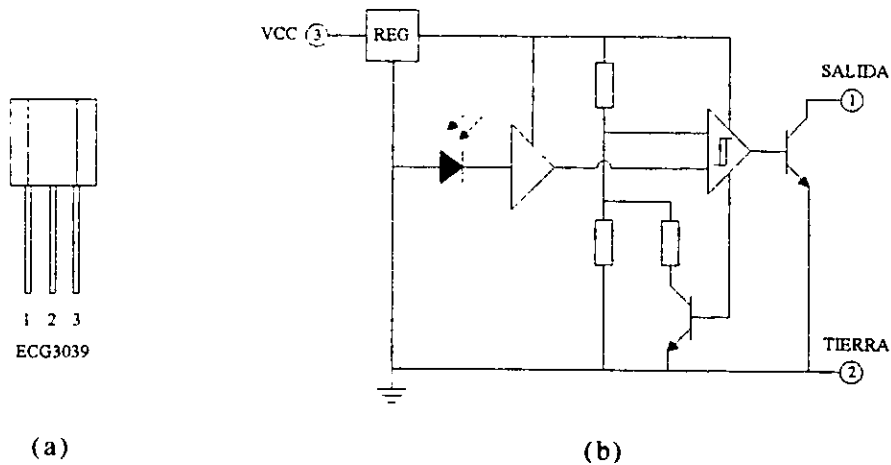 VCC 3 REG
SALIDA
1
1 2 3
ECG3039
TIERRA
2
(a)
(b)